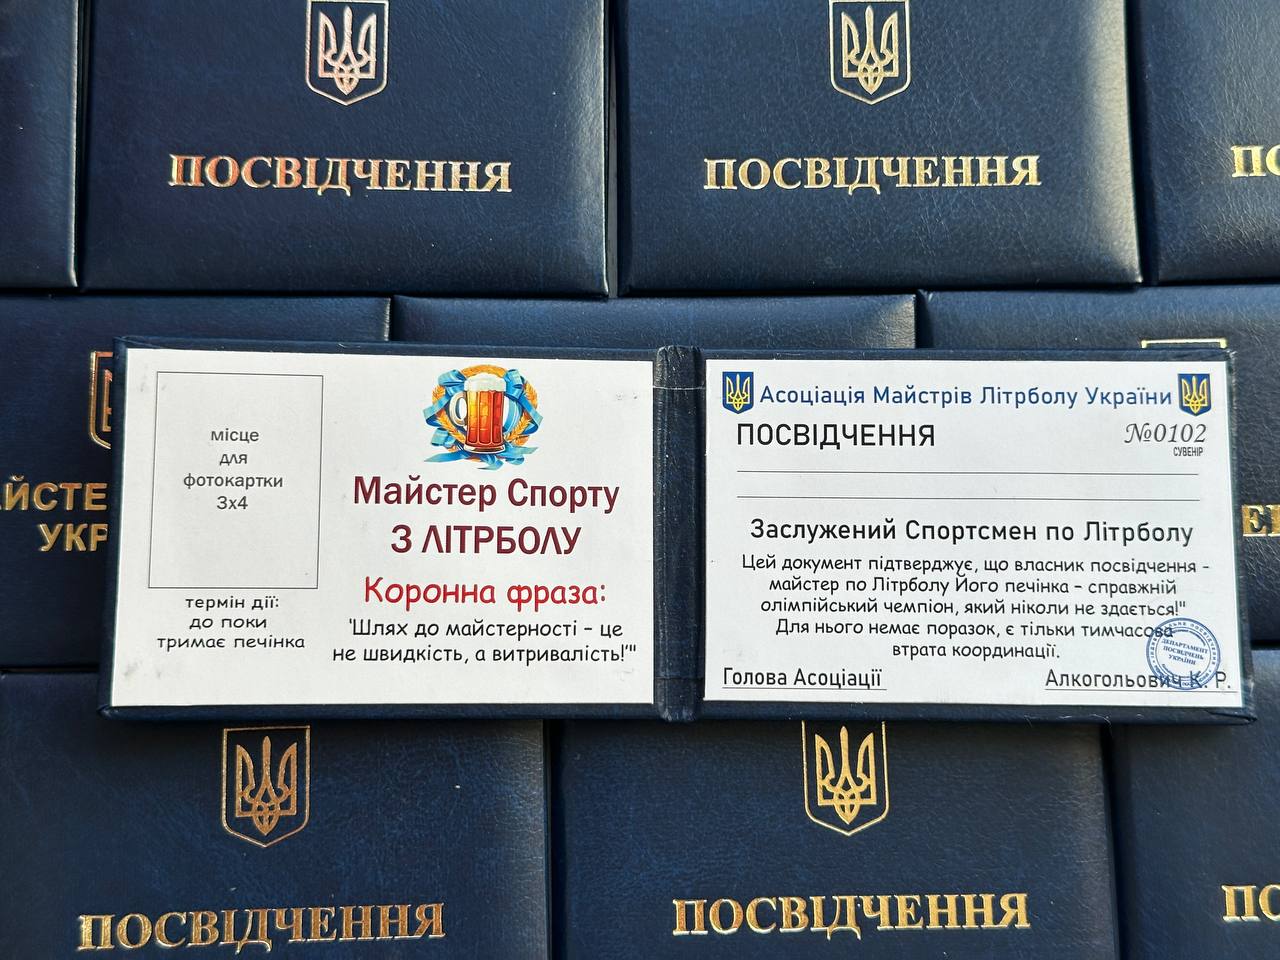 ПОСВІДЧЕННЯ
ПОСВІДЧЕННЯ
ПО
ЙСТЕ
УКР
місце
для
фотокартки
3x4
термін дії:
до поки
тримає печінка
Майстер Спорту
З ЛІТРБОЛУ
Коронна фраза:
'Шлях до майстерності – це
не швидкість, а витривалість!'"
Асоціація Майстрів Літрболу України
ПОСВІДЧЕННЯ
№0102
СУВЕНІР
Заслужений Спортсмен по Літрболу
Цей документ підтверджує, що власник посвідчення –
майстер по Літрболу Його печінка – справжній
олімпійський чемпіон, який ніколи не здається!"
Для нього немає поразок, є тільки тимчасова
втрата координації.
Голова Асоціації
Алкогольович К. Р.
ДЕПАРТАМЕНТ
ПОСВІДЧЕНЬ
УКРАЇНИ
ПОСВІДЧЕННЯ
ПОСВІДЧЕННЯ
ПО